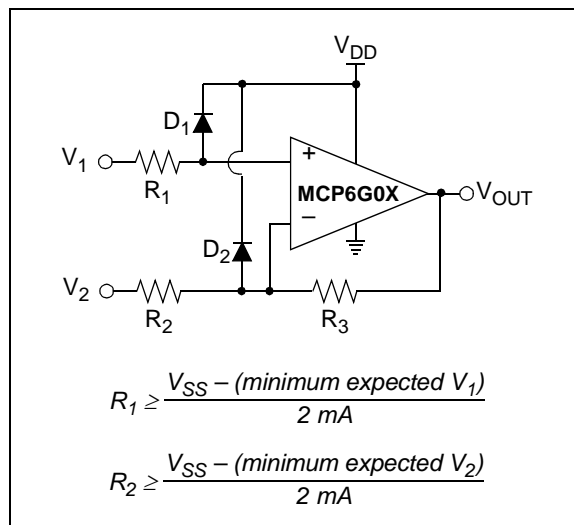 VDD
D1
V1
R1
+
MCP6G0X
–
VOUT
D2
V2
R2
R3
R1 ≥ VSS – (minimum expected V1)
2 mA
R2 ≥ VSS – (minimum expected V2)
2 mA